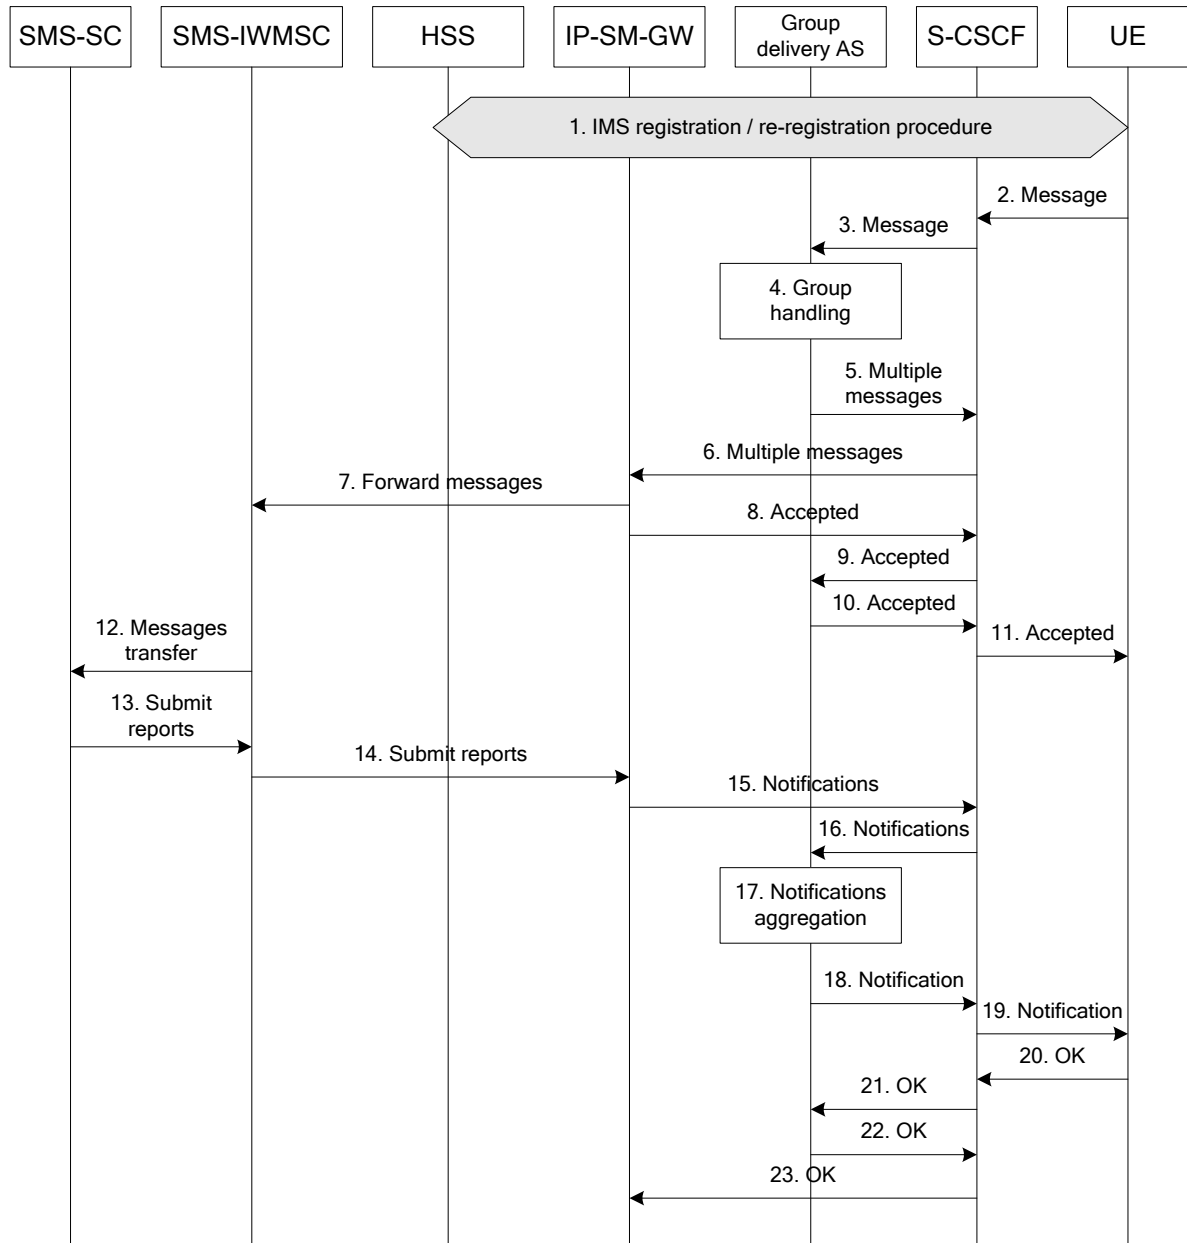 SMS-SC
SMS-IWMSC
HSS
IP-SM-GW
Group
delivery AS
S-CSCF
UE
1. IMS registration / re-registration procedure
2. Message
3. Message
4. Group
handling
5. Multiple
messages
6. Multiple messages
7. Forward messages
8. Accepted
9. Accepted
10. Accepted
11. Accepted
12. Messages
transfer
13. Submit
reports
14. Submit reports
15. Notifications
16. Notifications
17. Notifications
aggregation
18. Notification
19. Notification
20. OK
21. OK
22. OK
23. OK